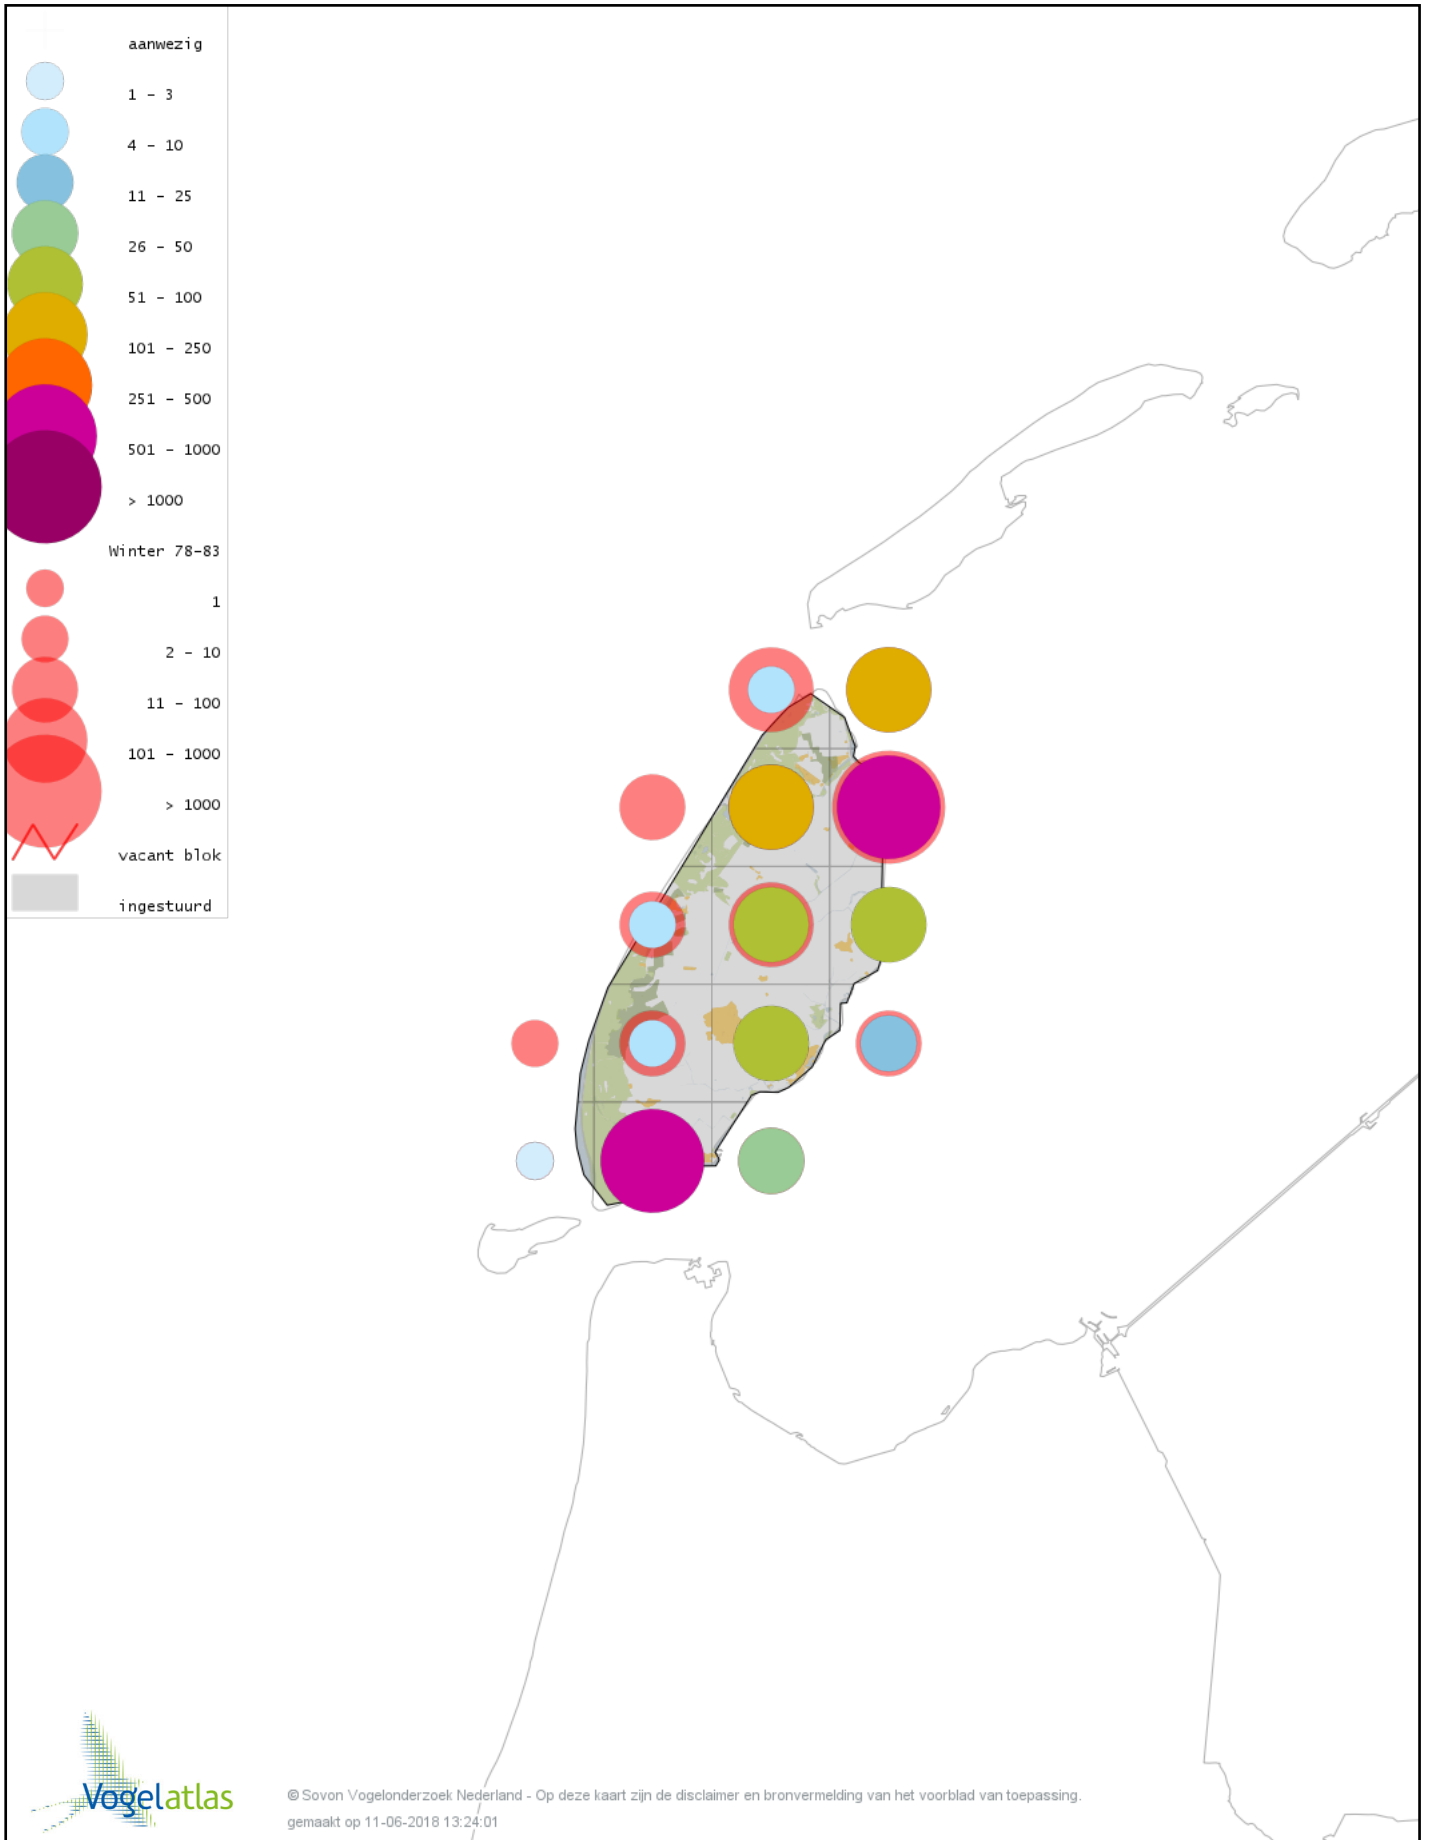 aanwezig
1 - 3
4 - 10
11 - 25
26 - 50
51 - 100
101 - 250
251 - 500
501 - 1000
> 1000
Winter 78-83
1
2 - 10
11 - 100
101 - 1000
> 1000
vacant blok
ingestuurd
Vogelatlas
© Sovon Vogelonderzoek Nederland - Op deze kaart zijn de disclaimer en bronvermelding van het voorblad van toepassing.
gemaakt op 11-06-2018 13:24:01